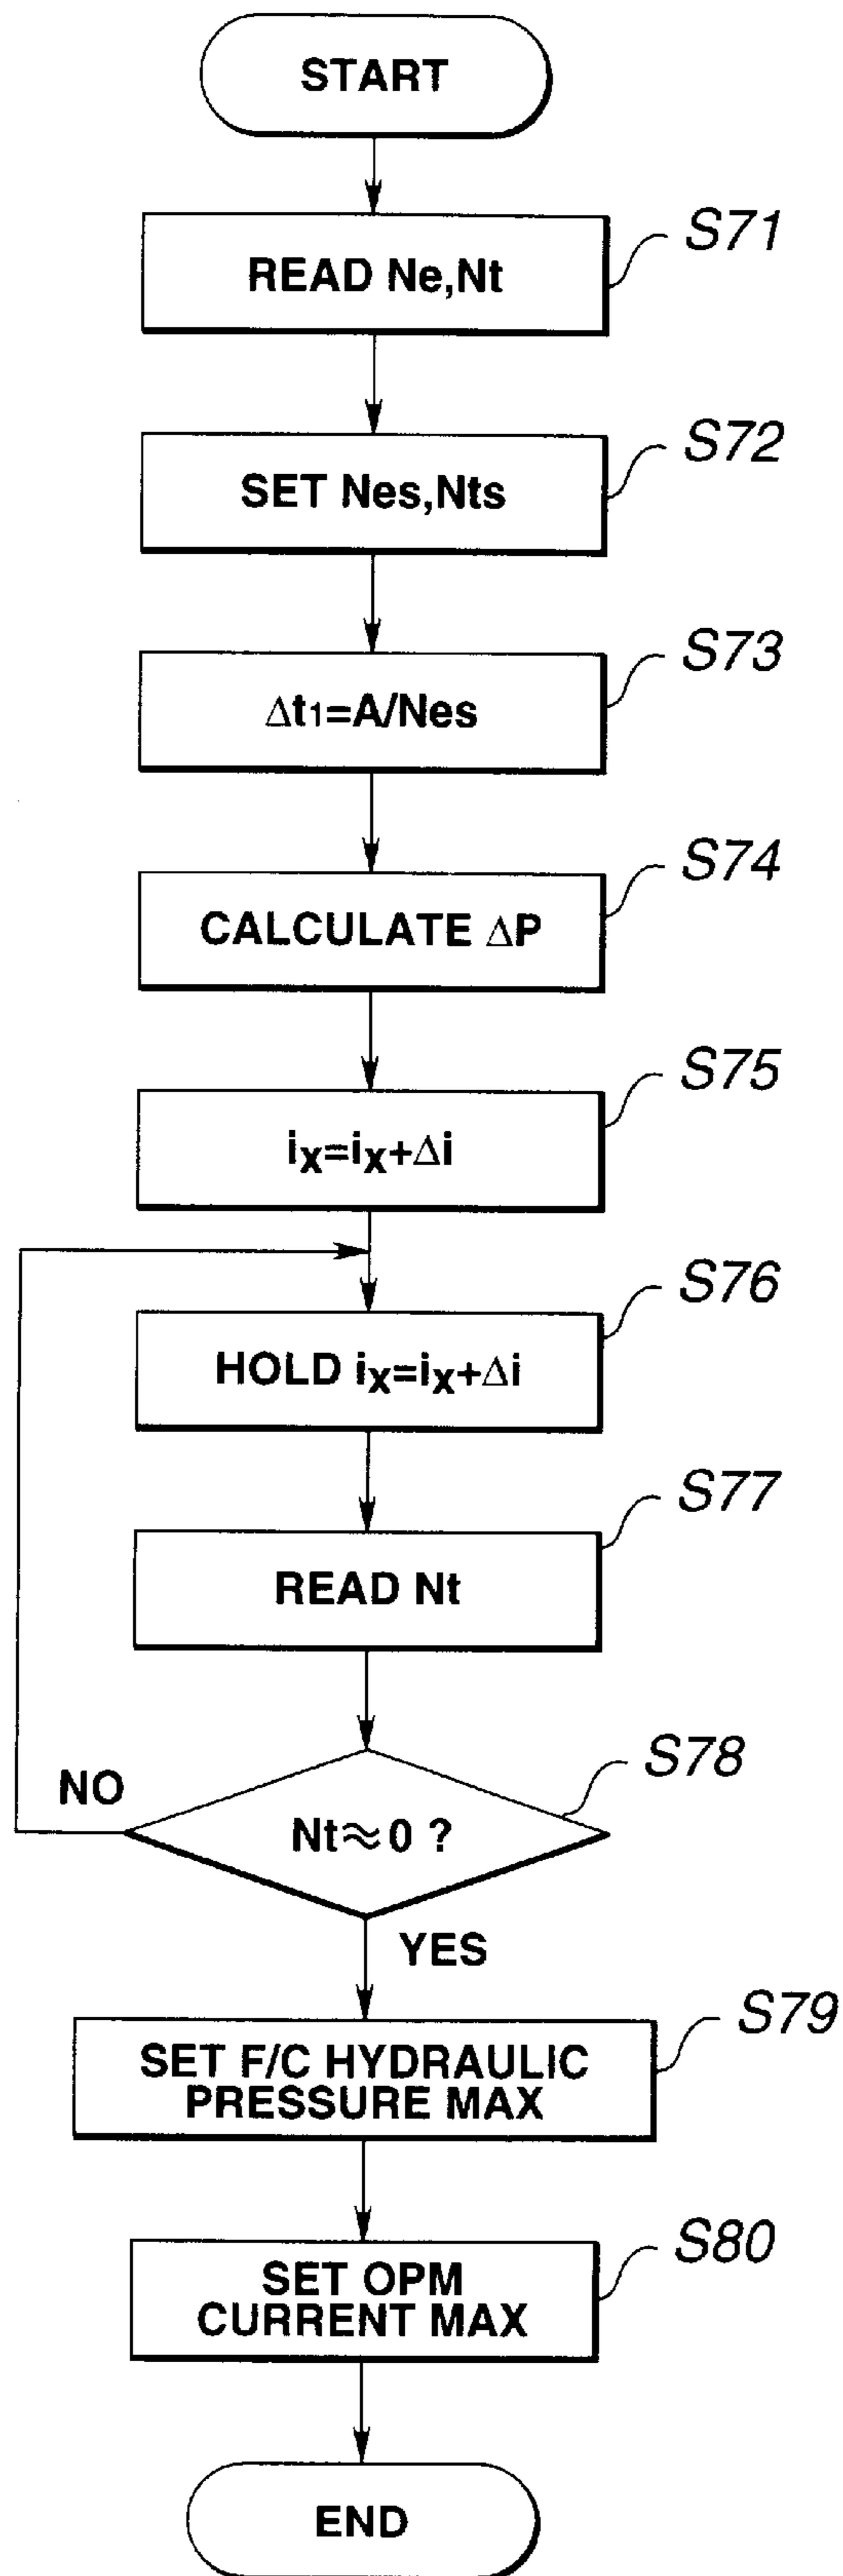 START
READ Ne,Nt
S71
SET Nes,Nts
S72
Δt₁=A/Nes
S73
CALCULATE ΔP
S74
iₓ=iₓ+Δi
S75
HOLD iₓ=iₓ+Δi
S76
READ Nt
S77
NO
Nt≈0 ?
S78
YES
SET F/C HYDRAULIC
PRESSURE MAX
S79
SET OPM
CURRENT MAX
S80
END